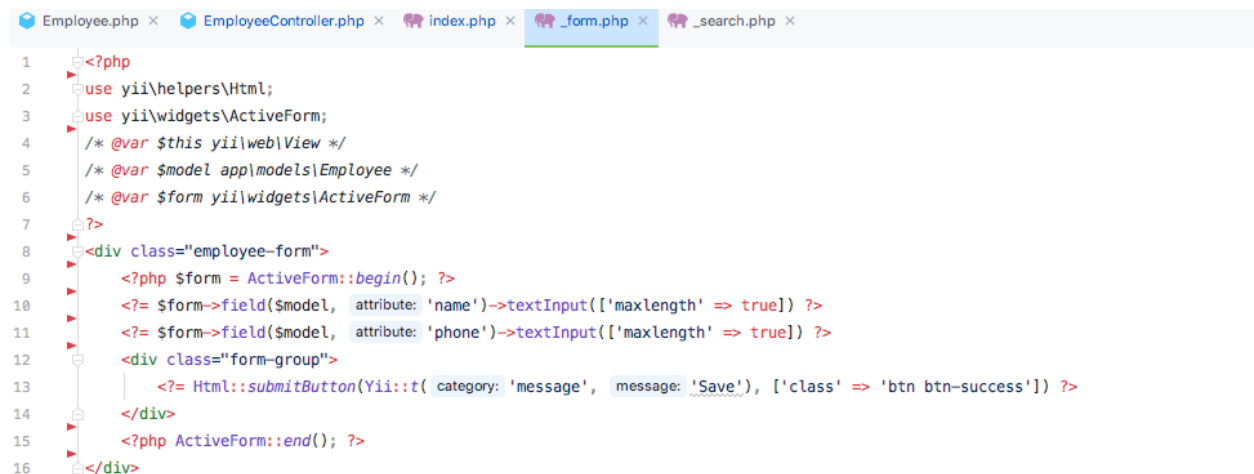 Employee.php × EmployeeController.php × index.php × _form.php × _search.php ×
1 <?php
2 use yii\helpers\Html;
3 use yii\widgets\ActiveForm;
4 /* @var $this yii\web\View */
5 /* @var $model app\models\Employee */
6 /* @var $form yii\widgets\ActiveForm */
7 ?>
8 <div class="employee-form">
9 <?php $form = ActiveForm::begin(); ?>
10 <?= $form->field($model, attribute: 'name')->textInput(['maxlength' => true]) ?>
11 <?= $form->field($model, attribute: 'phone')->textInput(['maxlength' => true]) ?>
12 <div class="form-group">
13 <?= Html::submitButton(Yii::t( category: 'message', message: 'Save'), ['class' => 'btn btn-success']) ?>
14 </div>
15 <?php ActiveForm::end(); ?>
16 </div>